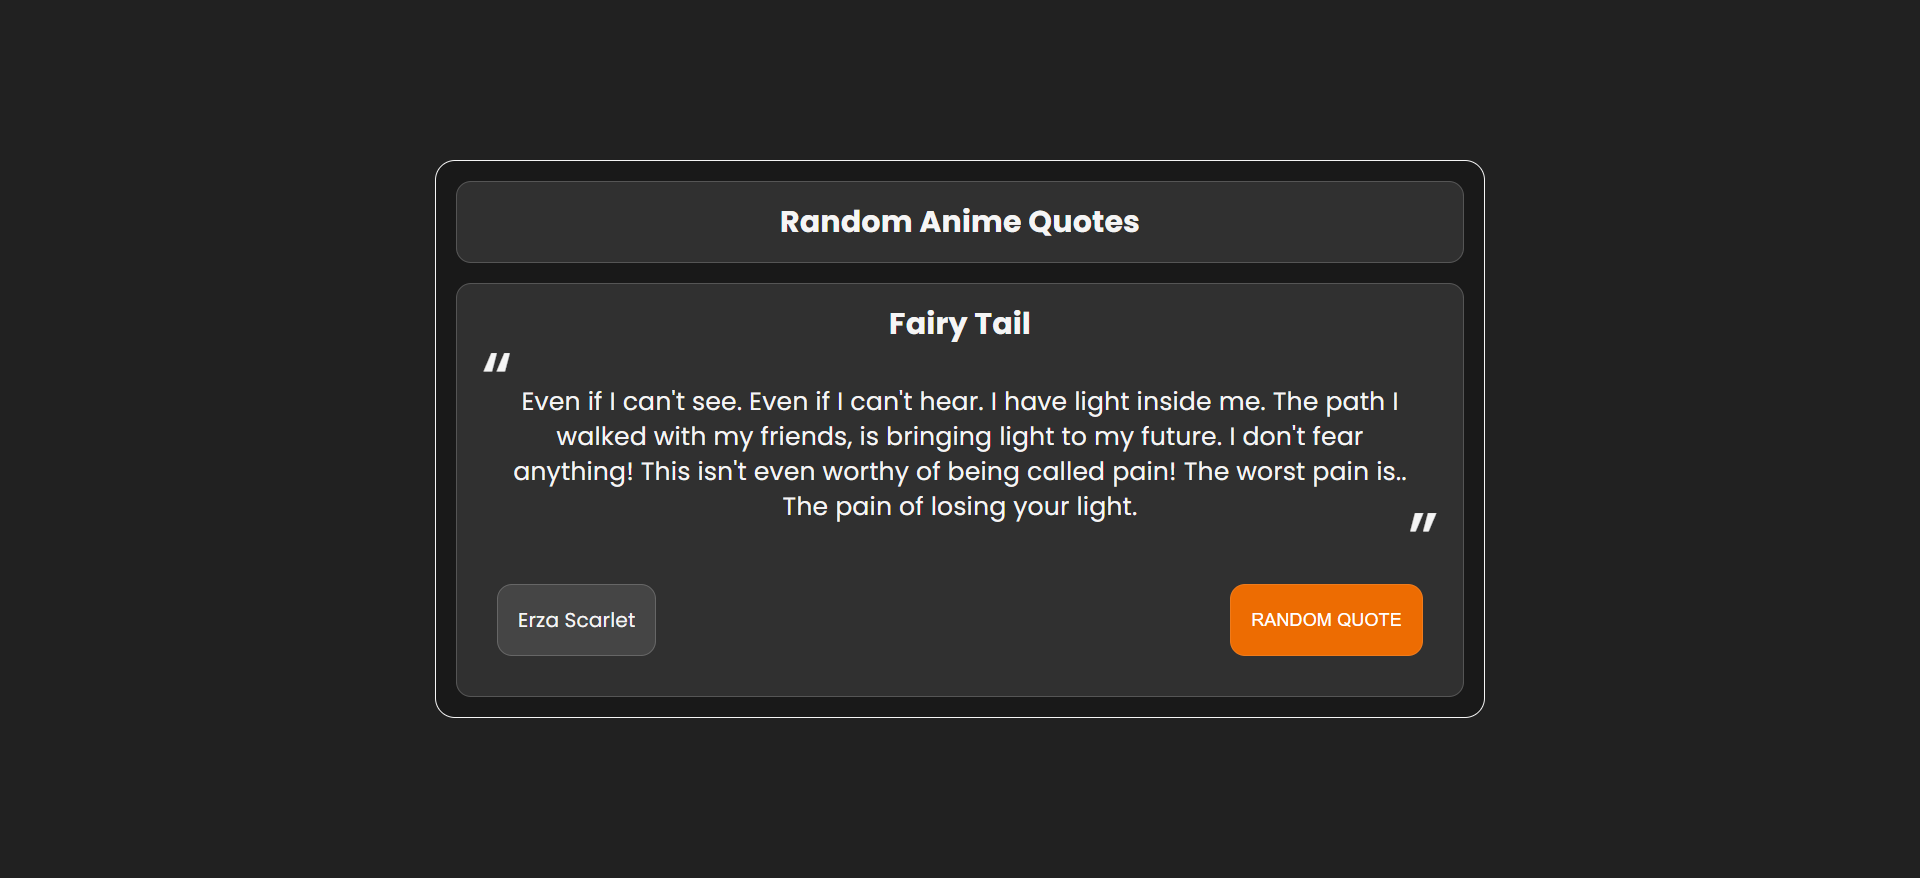 Random Anime Quotes
Fairy Tail
“
Even if I can't see. Even if I can't hear. I have light inside me. The path I
walked with my friends, is bringing light to my future. I don't fear
anything! This isn't even worthy of being called pain! The worst pain is..
The pain of losing your light.
”
Erza Scarlet
RANDOM QUOTE